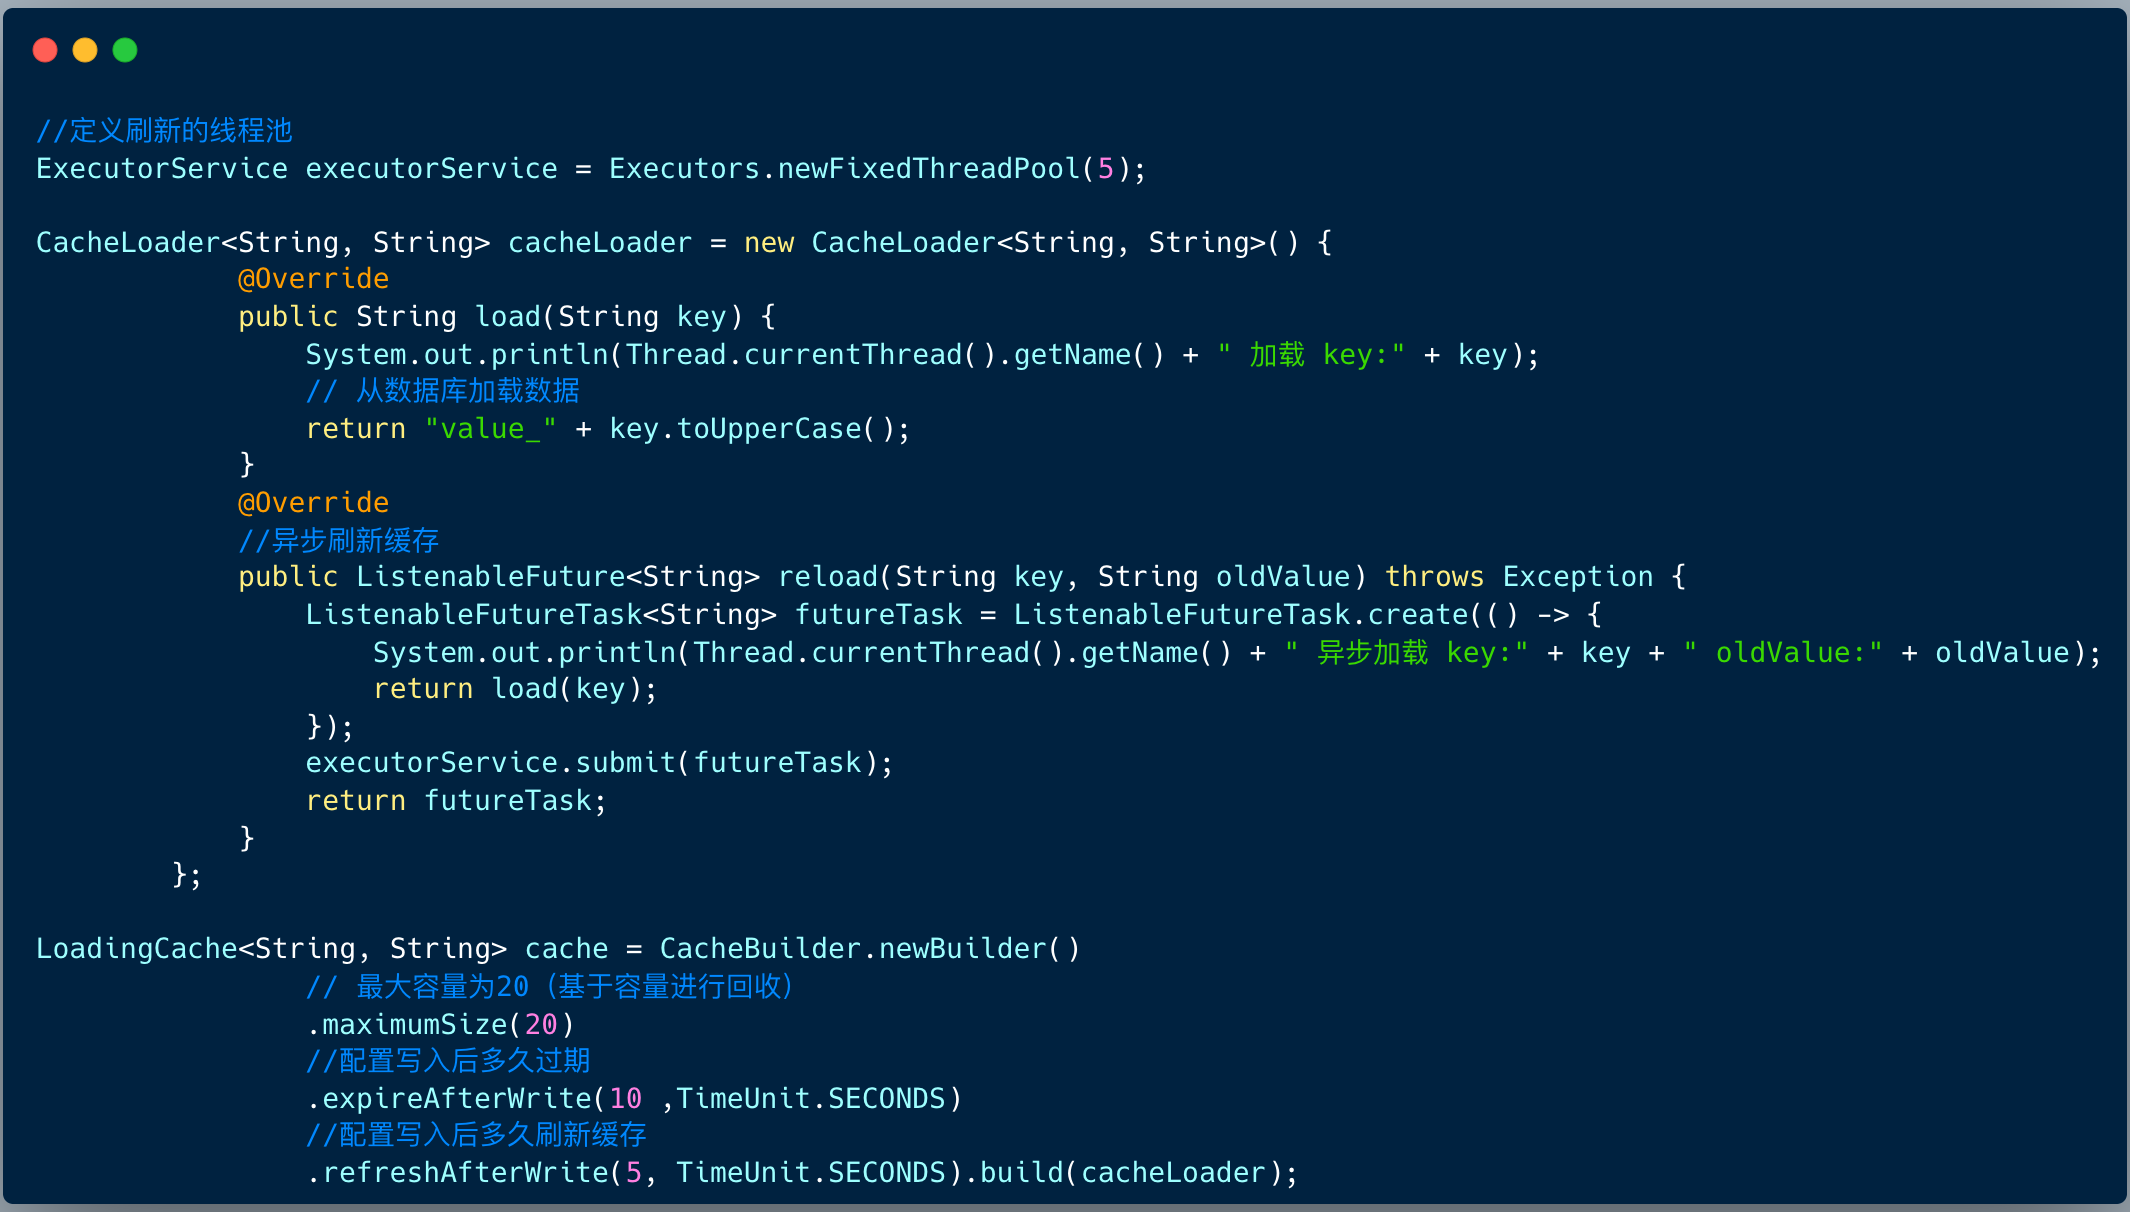 //定义刷新的线程池
ExecutorService executorService = Executors.newFixedThreadPool(5);
CacheLoader<String, String> cacheLoader = new CacheLoader<String, String>() {
@Override
public String load(String key) {
System.out.println(Thread.currentThread().getName() + " 加载 key:" + key);
// 从数据库加载数据
return "value_" + key.toUpperCase();
}
@Override
//异步刷新缓存
public ListenableFuture<String> reload(String key, String oldValue) throws Exception {
ListenableFutureTask<String> futureTask = ListenableFutureTask.create(() -> {
System.out.println(Thread.currentThread().getName() + " 异步加载 key:" + key + " oldValue:" + oldValue);
return load(key);
});
executorService.submit(futureTask);
return futureTask;
}
};
LoadingCache<String, String> cache = CacheBuilder.newBuilder()
// 最大容量为20（基于容量进行回收）
.maximumSize(20)
//配置写入后多久过期
.expireAfterWrite(10 ,TimeUnit.SECONDS)
//配置写入后多久刷新缓存
.refreshAfterWrite(5, TimeUnit.SECONDS).build(cacheLoader);